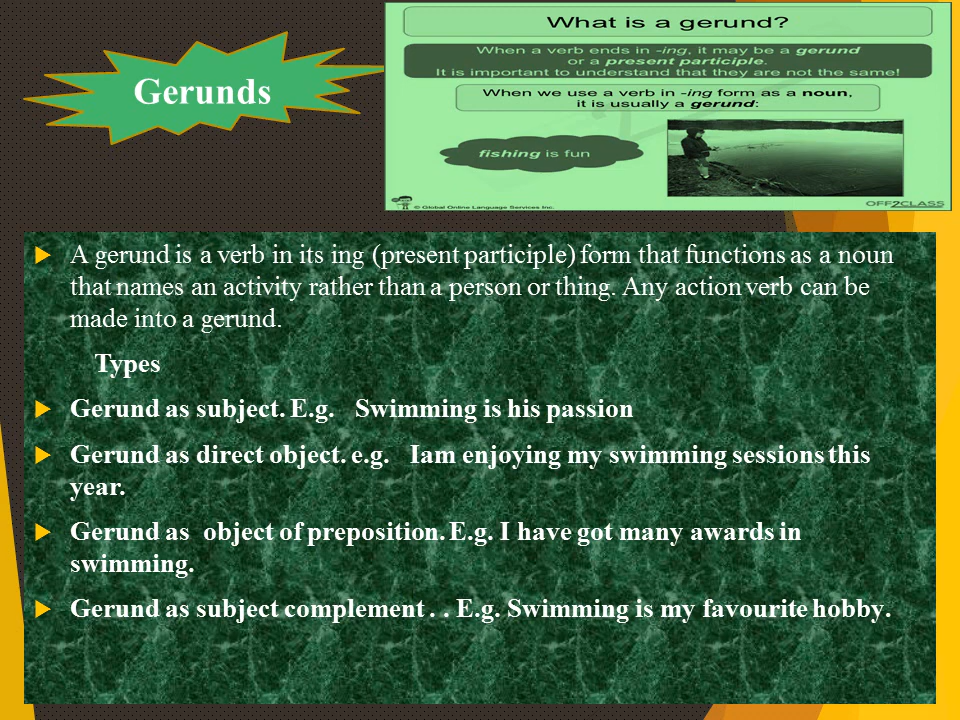 Gerunds
What is a gerund?
When a verb ends in -ing, it may be a gerund
or a present participle.
It is important to understand that they are not the same!
When we use a verb in -ing form as a noun,
it is usually a gerund:
fishing is fun
© Global Online Language Services Inc.
OFF2CLASS
A gerund is a verb in its ing (present participle) form that functions as a noun
that names an activity rather than a person or thing. Any action verb can be
made into a gerund.
Types
Gerund as subject. E.g. Swimming is his passion
Gerund as direct object. e.g. Iam enjoying my swimming sessions this
year.
Gerund as object of preposition. E.g. I have got many awards in
swimming.
Gerund as subject complement . . E.g. Swimming is my favourite hobby.